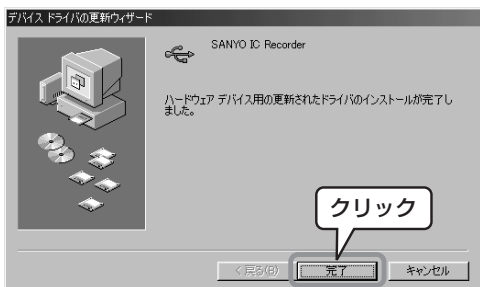 デバイス ドライバの更新ウィザード
SANYO IC Recorder
ハードウェア デバイス用の更新されたドライバのインストールが完了し
ました。
クリック
< 戻る(B)
完了
キャンセル